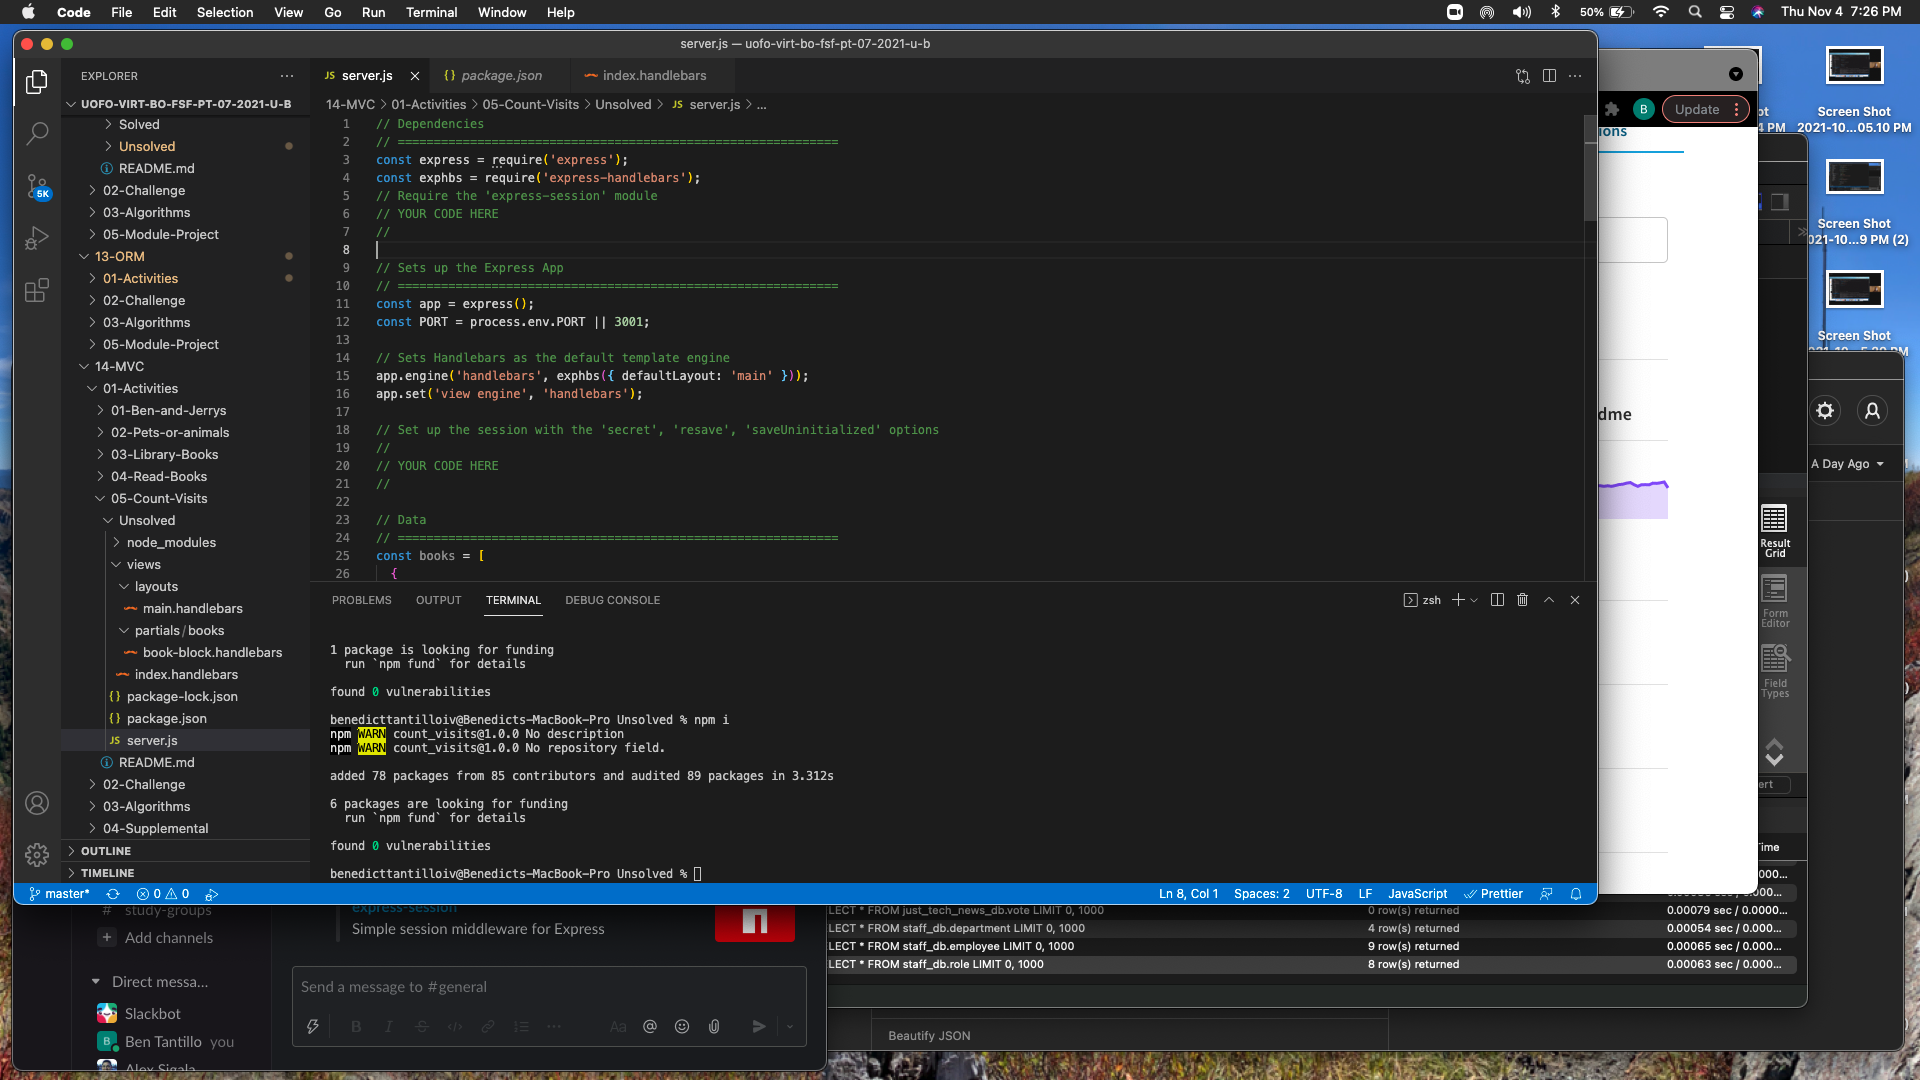 Code File Edit Selection View Go Run Terminal Window Help
50% Thu Nov 4 7:26 PM
server.js — uofo-virt-bo-fsf-pt-07-2021-u-b
EXPLORER
UOFO-VIRT-BO-FSF-PT-07-2021-U-B
Solved
Unsolved
README.md
02-Challenge
03-Algorithms
05-Module-Project
13-ORM
01-Activities
02-Challenge
03-Algorithms
05-Module-Project
14-MVC
01-Activities
01-Ben-and-Jerrys
02-Pets-or-animals
03-Library-Books
04-Read-Books
05-Count-Visits
Unsolved
node_modules
views
layouts
main.handlebars
partials/books
book-block.handlebars
index.handlebars
{} package-lock.json
{} package.json
JS server.js
README.md
02-Challenge
03-Algorithms
04-Supplemental
OUTLINE
TIMELINE
5K
JS server.js {} package.json index.handlebars
14-MVC > 01-Activities > 05-Count-Visits > Unsolved > JS server.js > ...
1 // Dependencies
2 // =============================================================
3 const express = require('express');
4 const exphbs = require('express-handlebars');
5 // Require the 'express-session' module
6 // YOUR CODE HERE
7 //
8
9 // Sets up the Express App
10 // =============================================================
11 const app = express();
12 const PORT = process.env.PORT || 3001;
13
14 // Sets Handlebars as the default template engine
15 app.engine('handlebars', exphbs({ defaultLayout: 'main' }));
16 app.set('view engine', 'handlebars');
17
18 // Set up the session with the 'secret', 'resave', 'saveUninitialized' options
19 //
20 // YOUR CODE HERE
21 //
22
23 // Data
24 // =============================================================
25 const books = [
26 {
PROBLEMS OUTPUT TERMINAL DEBUG CONSOLE
zsh
1 package is looking for funding
run `npm fund` for details
found 0 vulnerabilities
benedicttantilloiv@Benedicts-MacBook-Pro Unsolved % npm i
npm WARN count_visits@1.0.0 No description
npm WARN count_visits@1.0.0 No repository field.
added 78 packages from 85 contributors and audited 89 packages in 3.312s
6 packages are looking for funding
run `npm fund` for details
found 0 vulnerabilities
benedicttantilloiv@Benedicts-MacBook-Pro Unsolved %
master* 0 0
Ln 8, Col 1 Spaces: 2 UTF-8 LF JavaScript Prettier
B Update
ions
dme
Screen Shot
2021-10...05.10 PM
4 PM
Screen Shot
021-10...9 PM (2)
Screen Shot
A Day Ago
Result
Grid
Form
Editor
Field
Types
ert
ime
000...
# study-groups
+ Add channels
Direct messa...
Slackbot
B Ben Tantillo you
Alex Sigala
express-session
Simple session middleware for Express
Send a message to #general
LECT * FROM just_tech_news_db.vote LIMIT 0, 1000 0 row(s) returned 0.00079 sec / 0.0000...
LECT * FROM staff_db.department LIMIT 0, 1000 4 row(s) returned 0.00054 sec / 0.0000...
LECT * FROM staff_db.employee LIMIT 0, 1000 9 row(s) returned 0.00065 sec / 0.000...
LECT * FROM staff_db.role LIMIT 0, 1000 8 row(s) returned 0.00063 sec / 0.000...
Beautify JSON